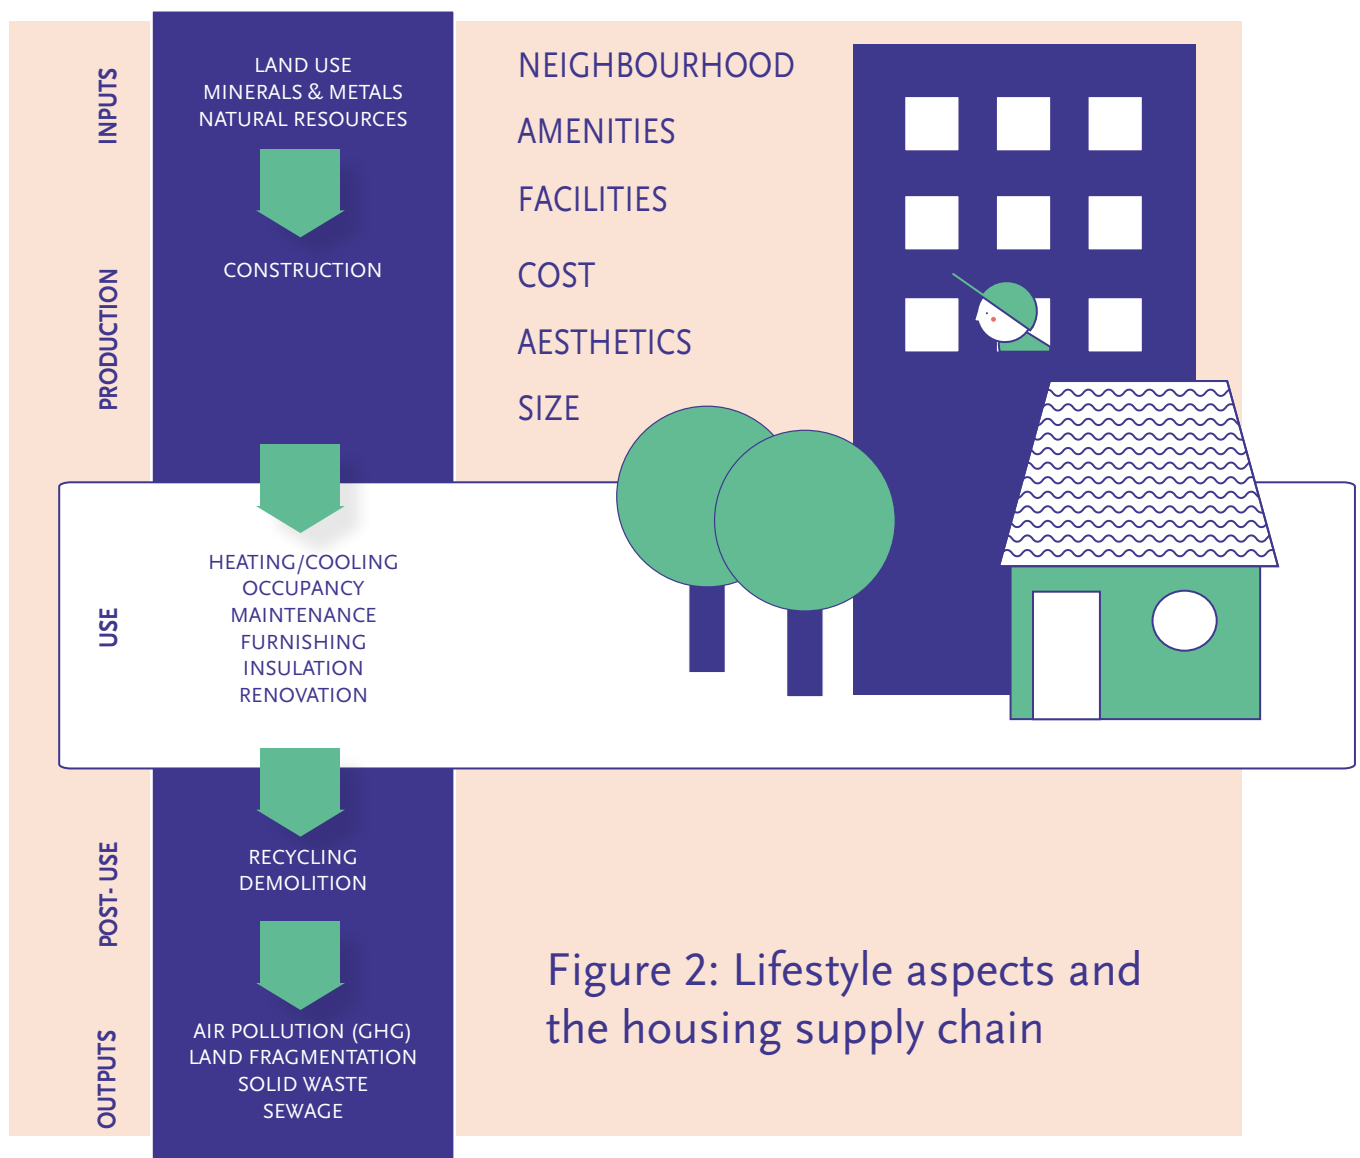 INPUTS
LAND USE
MINERALS & METALS
NATURAL RESOURCES
PRODUCTION
CONSTRUCTION
USE
HEATING/COOLING
OCCUPANCY
MAINTENANCE
FURNISHING
INSULATION
RENOVATION
POST- USE
RECYCLING
DEMOLITION
OUTPUTS
AIR POLLUTION (GHG)
LAND FRAGMENTATION
SOLID WASTE
SEWAGE
NEIGHBOURHOOD
AMENITIES
FACILITIES
COST
AESTHETICS
SIZE
Figure 2: Lifestyle aspects and
the housing supply chain